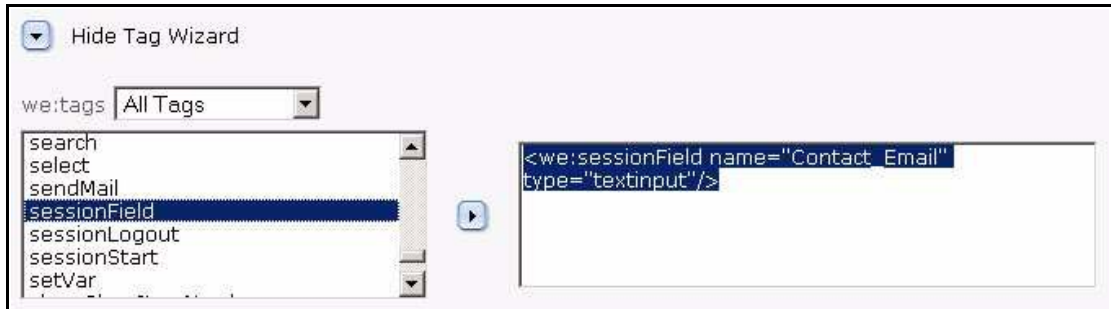 Hide Tag Wizard
we:tags All Tags
search
select
sendMail
sessionField
sessionLogout
sessionStart
setVar
<we:sessionField name="Contact_Email"
type="textinput"/>